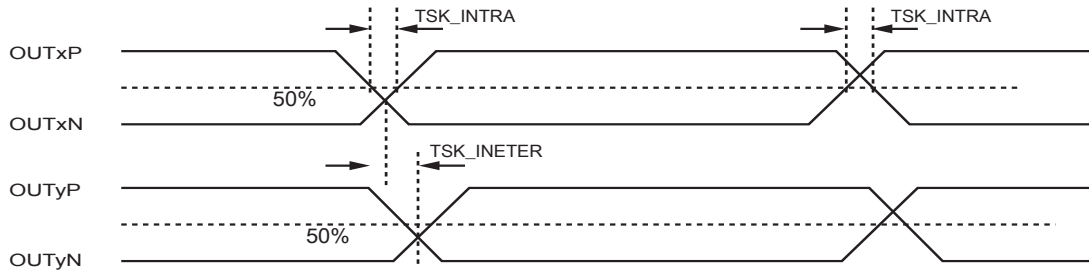 TSK_INTRA TSK_INTRA
OUTxP
50%
OUTxN
TSK_INETER
OUTyP
50%
OUTyN